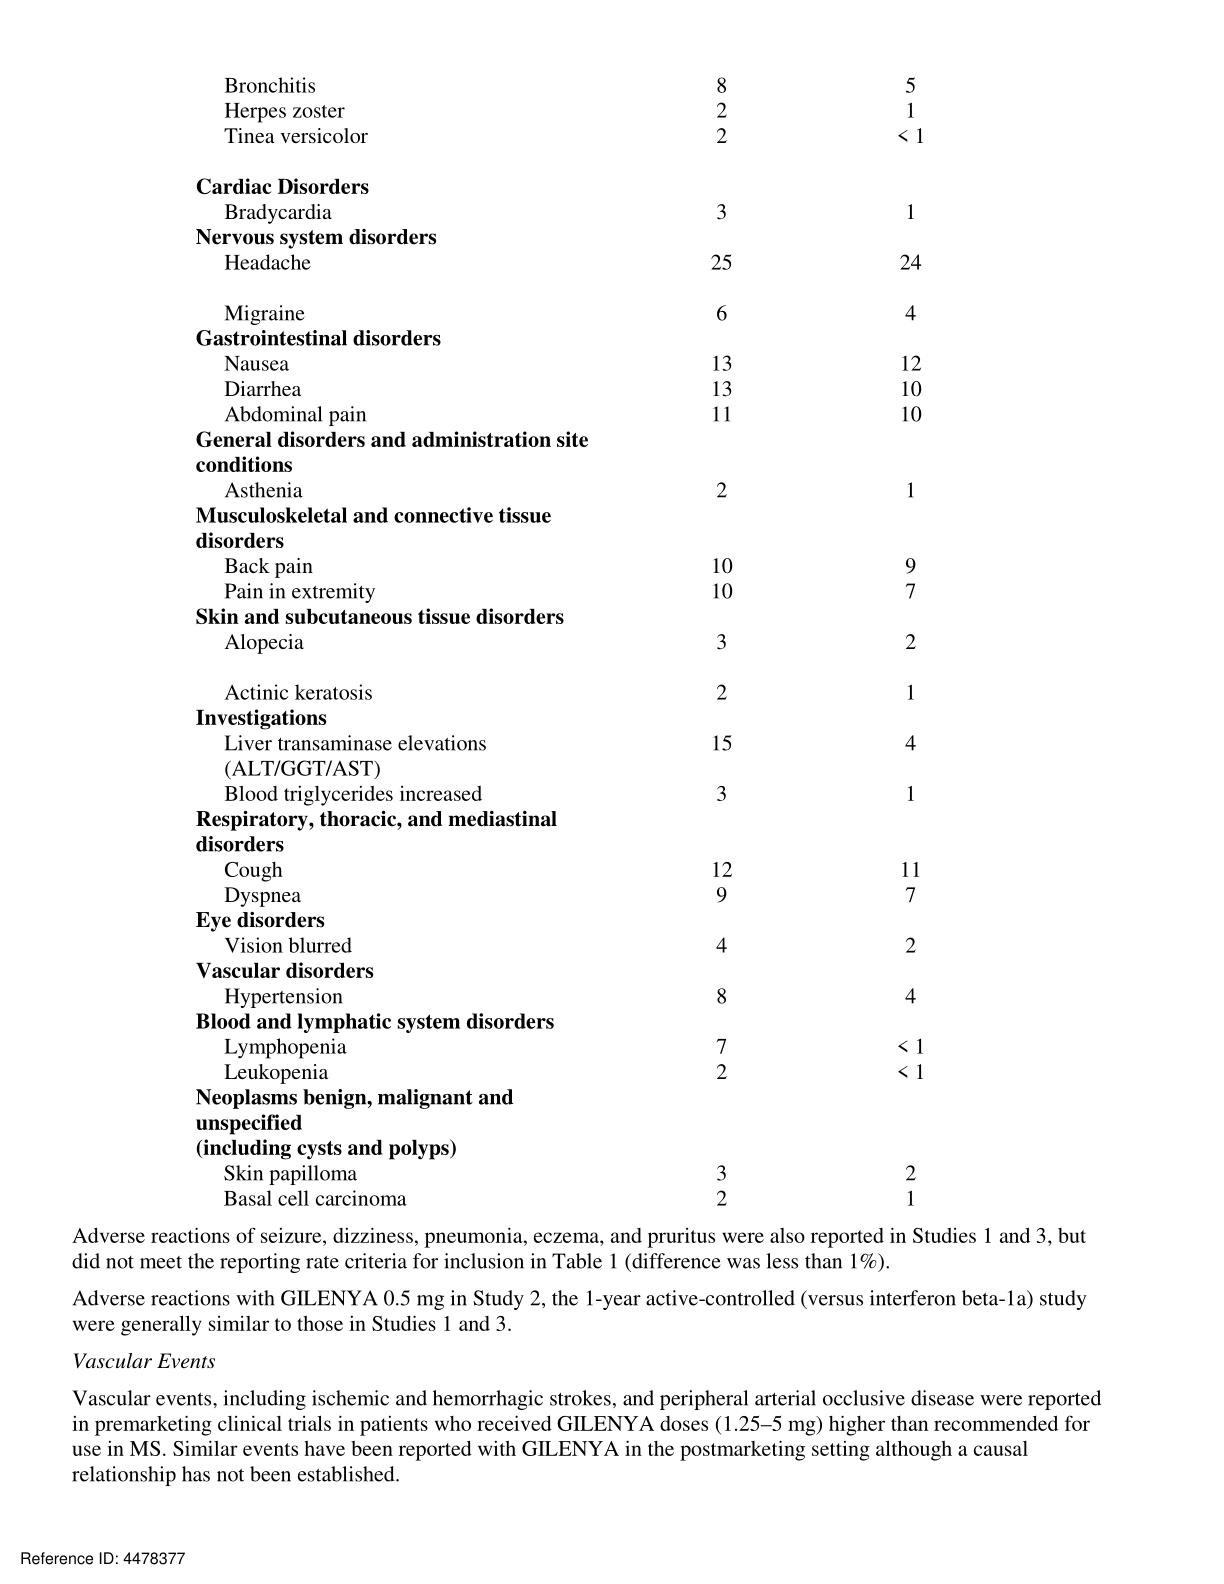 Bronchitis 8 5
Herpes zoster 2 1
Tinea versicolor 2 < 1
Cardiac Disorders
Bradycardia 3 1
Nervous system disorders
Headache 25 24
Migraine 6 4
Gastrointestinal disorders
Nausea 13 12
Diarrhea 13 10
Abdominal pain 11 10
General disorders and administration site
conditions
Asthenia 2 1
Musculoskeletal and connective tissue
disorders
Back pain 10 9
Pain in extremity 10 7
Skin and subcutaneous tissue disorders
Alopecia 3 2
Actinic keratosis 2 1
Investigations
Liver transaminase elevations 15 4
(ALT/GGT/AST)
Blood triglycerides increased 3 1
Respiratory, thoracic, and mediastinal
disorders
Cough 12 11
Dyspnea 9 7
Eye disorders
Vision blurred 4 2
Vascular disorders
Hypertension 8 4
Blood and lymphatic system disorders
Lymphopenia 7 < 1
Leukopenia 2 < 1
Neoplasms benign, malignant and
unspecified
(including cysts and polyps)
Skin papilloma 3 2
Basal cell carcinoma 2 1
Adverse reactions of seizure, dizziness, pneumonia, eczema, and pruritus were also reported in Studies 1 and 3, but
did not meet the reporting rate criteria for inclusion in Table 1 (difference was less than 1%).
Adverse reactions with GILENYA 0.5 mg in Study 2, the 1-year active-controlled (versus interferon beta-1a) study
were generally similar to those in Studies 1 and 3.
Vascular Events
Vascular events, including ischemic and hemorrhagic strokes, and peripheral arterial occlusive disease were reported
in premarketing clinical trials in patients who received GILENYA doses (1.25–5 mg) higher than recommended for
use in MS. Similar events have been reported with GILENYA in the postmarketing setting although a causal
relationship has not been established.
Reference ID: 4478377